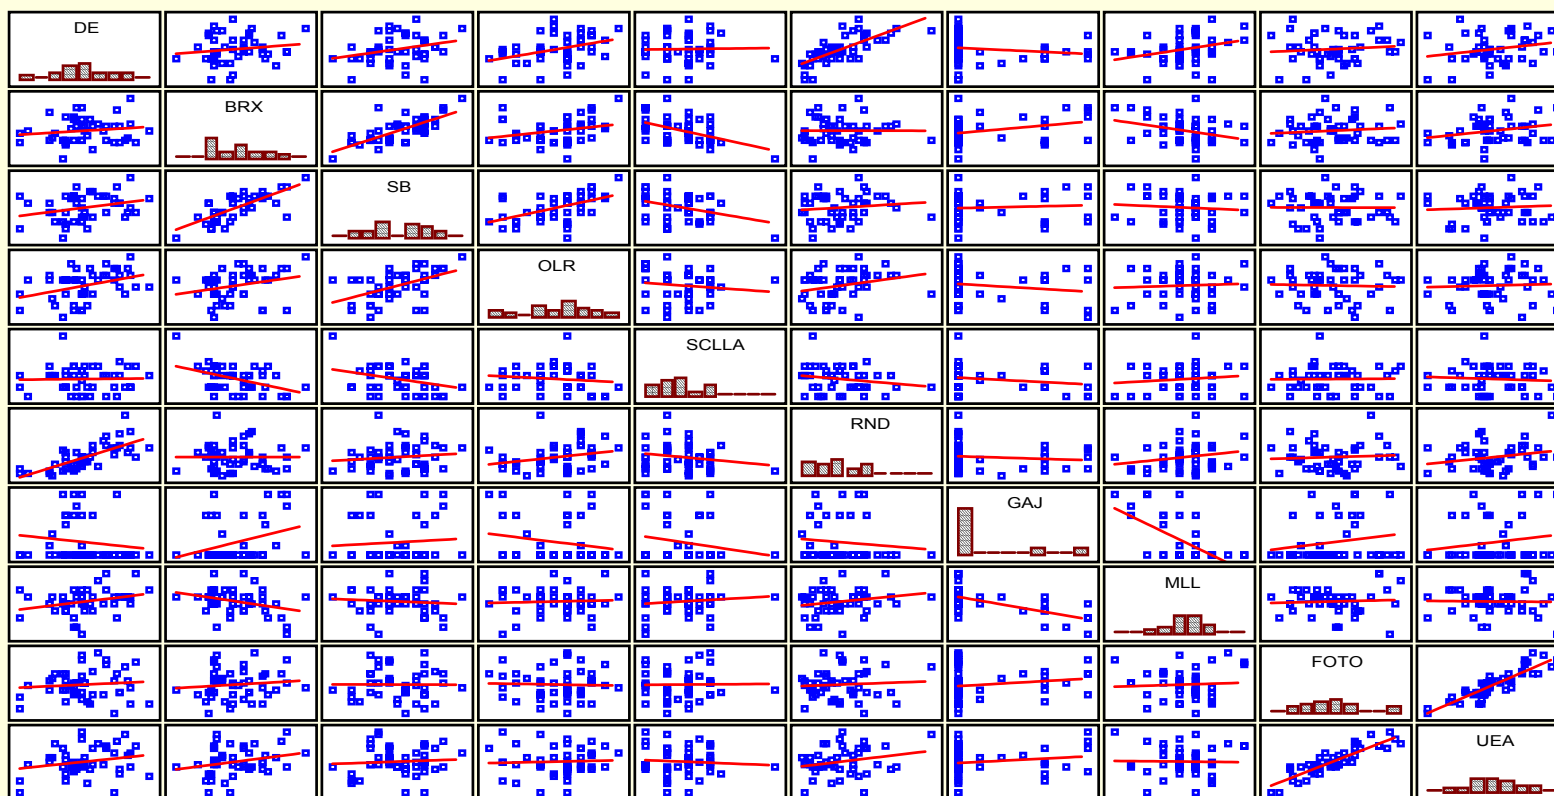 DE
BRX
SB
OLR
SCLLA
RND
GAJ
MLL
FOTO
UEA